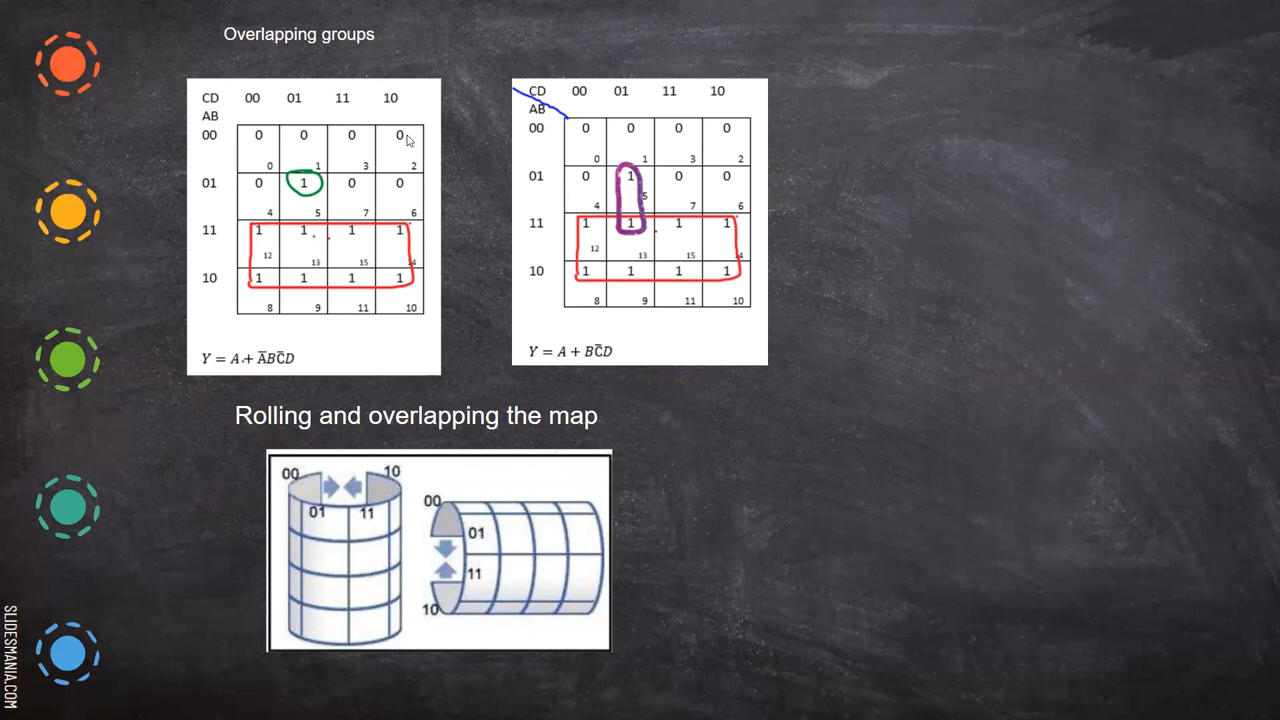 Overlapping groups
CD 00 01 11 10
AB
00 0 0 0 0
0 1 3 2
01 0 1 0 0
4 5 7 6
11 1 1 1 1
12 13 15 14
10 1 1 1 1
8 9 11 10
Y = A + A̅BC̅D
CD 00 01 11 10
AB
00 0 0 0 0
0 1 3 2
01 0 1 0 0
4 5 7 6
11 1 1 1 1
12 13 15 14
10 1 1 1 1
8 9 11 10
Y = A + BC̅D
Rolling and overlapping the map
00 10
01 11
00
01
11
10
SLIDESMANIA.COM